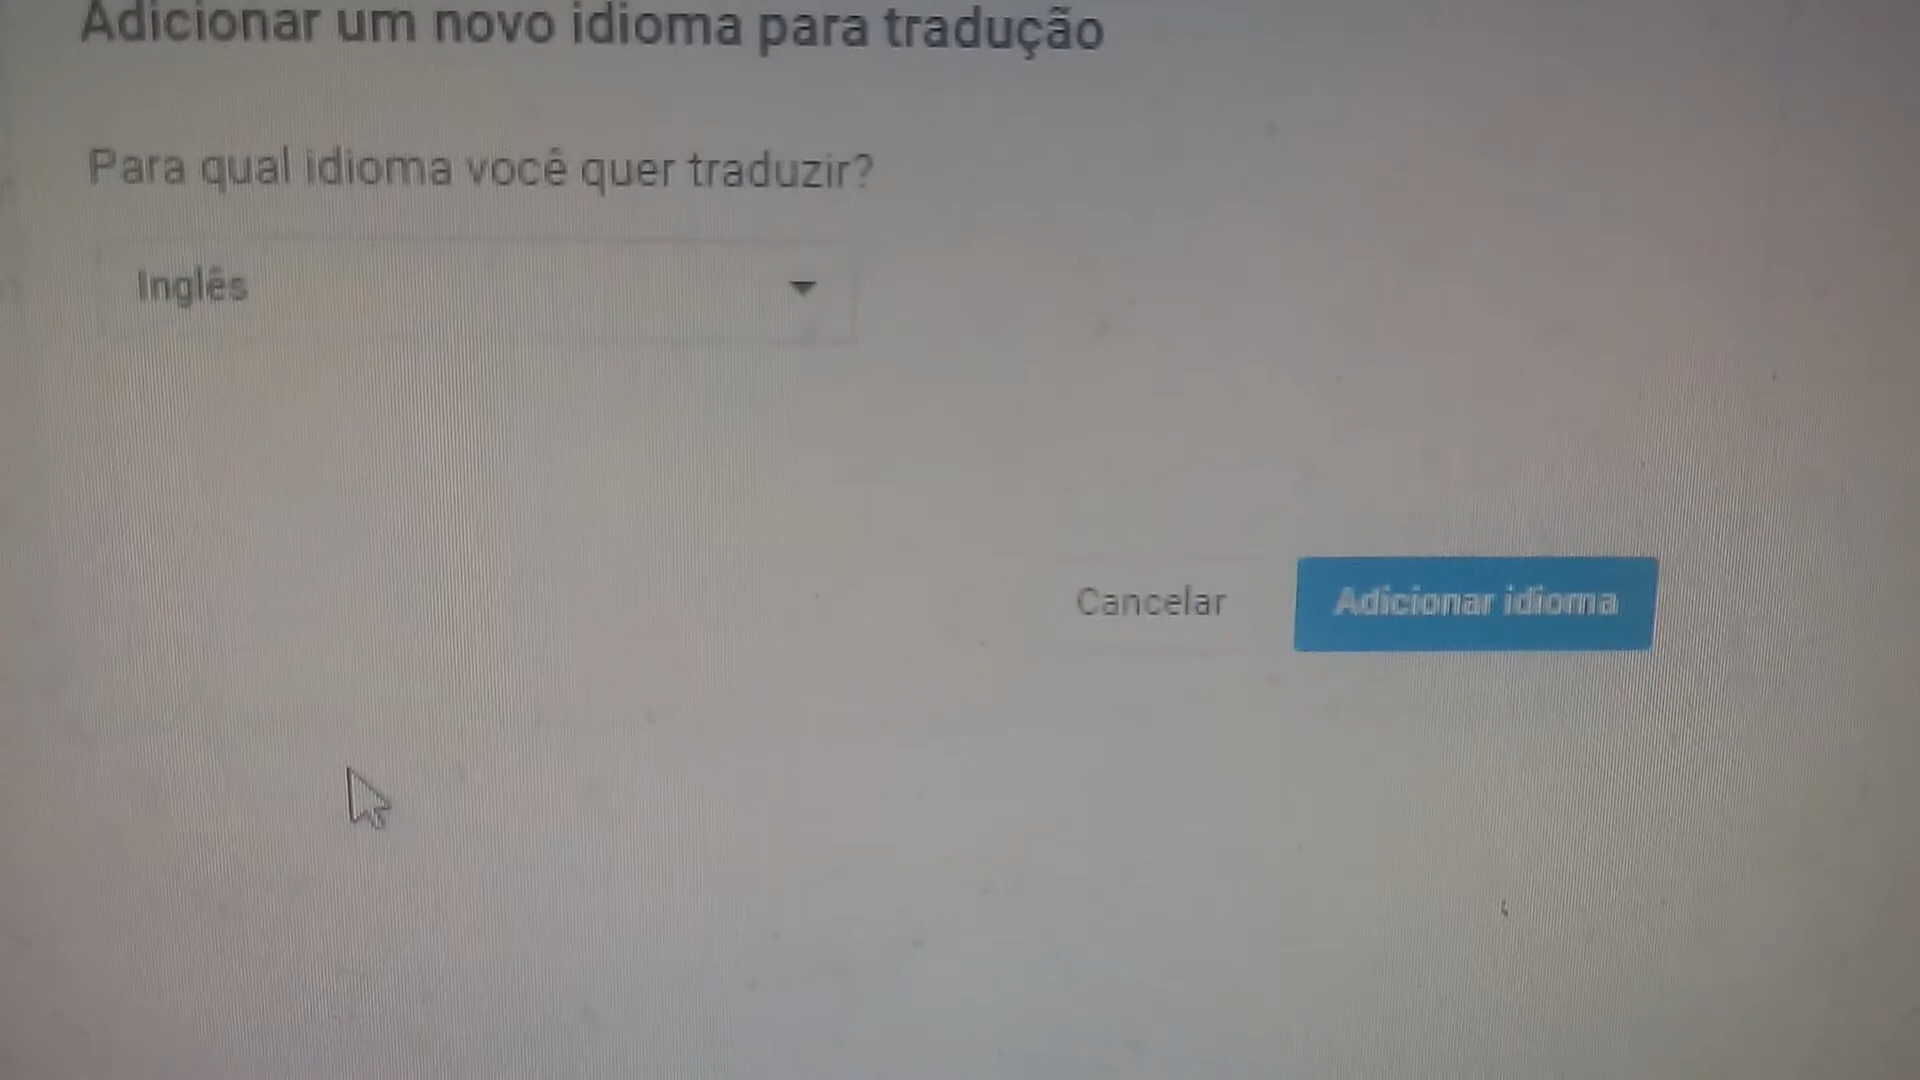 Adicionar um novo idioma para tradução
Para qual idioma você quer traduzir?
Inglês
Cancelar
Adicionar idioma